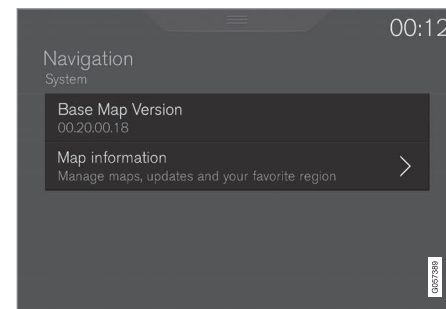 00:12
Navigation
System
Base Map Version
00.20.00.18
Map information
Manage maps, updates and your favorite region
G057389